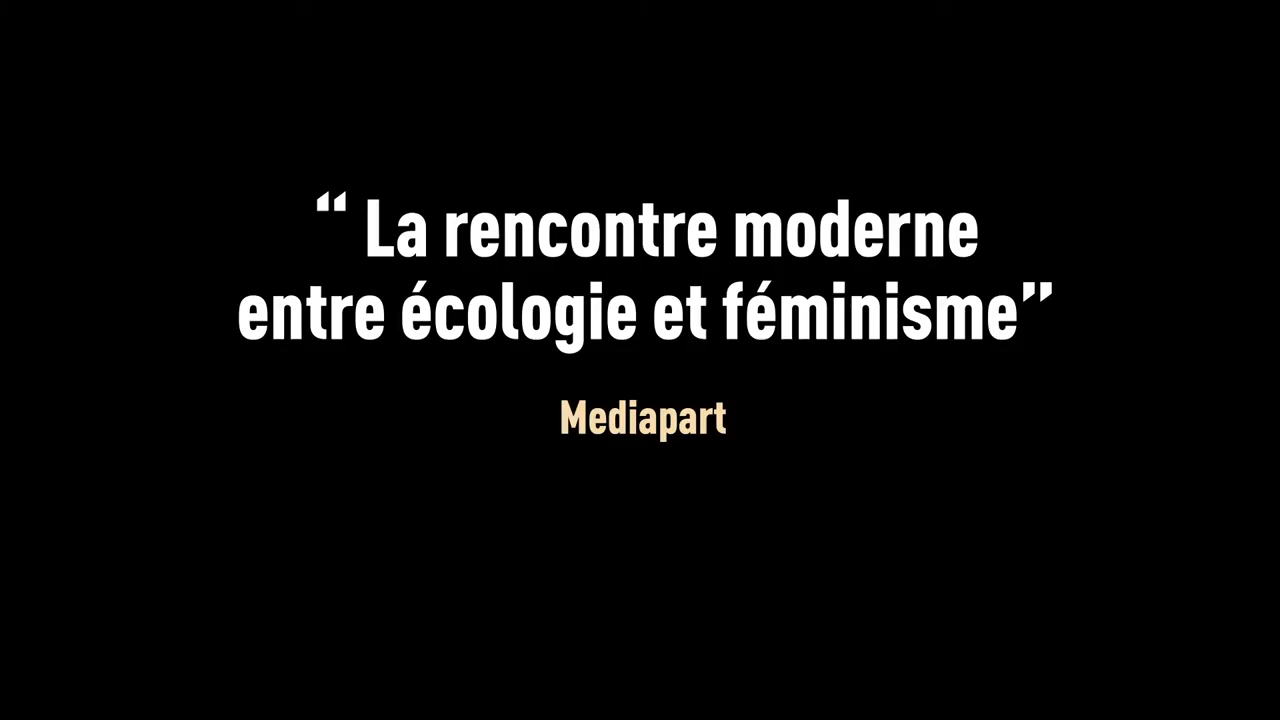 “ La rencontre moderne
entre écologie et féminisme”
Mediapart